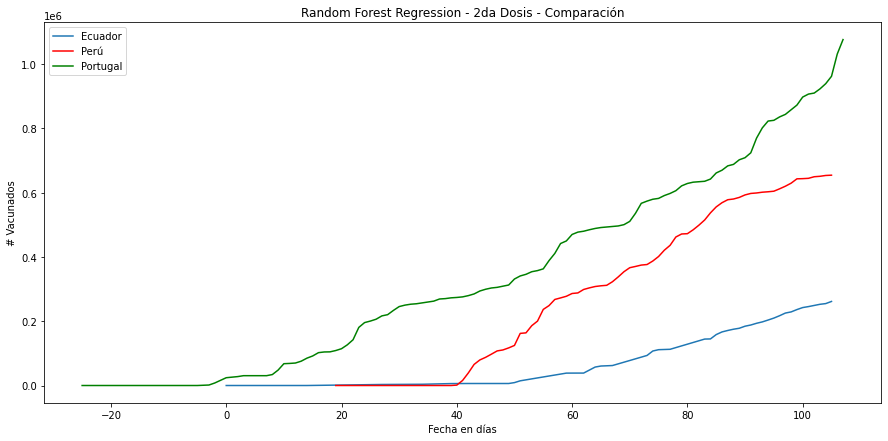 Random Forest Regression - 2da Dosis - Comparación
1e6
Ecuador
Perú
Portugal
1.0
0.8
0.6
0.4
0.2
0.0
# Vacunados
−20 0 20 40 60 80 100
Fecha en días